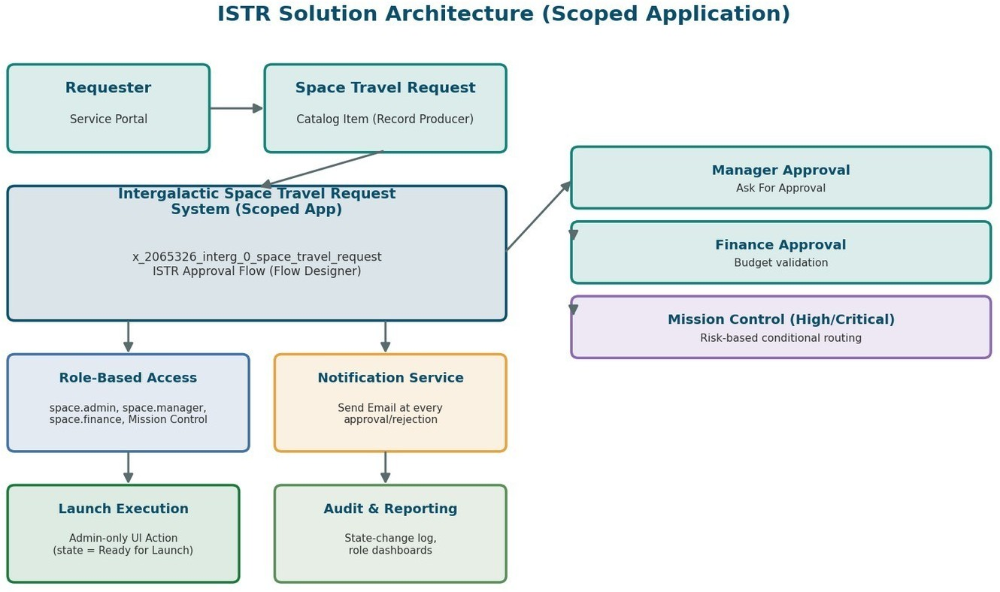 ISTR Solution Architecture (Scoped Application)
Requester
Service Portal
Space Travel Request
Catalog Item (Record Producer)
Intergalactic Space Travel Request
System (Scoped App)
x_2065326_interg_0_space_travel_request
ISTR Approval Flow (Flow Designer)
Manager Approval
Ask For Approval
Finance Approval
Budget validation
Mission Control (High/Critical)
Risk-based conditional routing
Role-Based Access
space.admin, space.manager,
space.finance, Mission Control
Notification Service
Send Email at every
approval/rejection
Launch Execution
Admin-only UI Action
(state = Ready for Launch)
Audit & Reporting
State-change log,
role dashboards